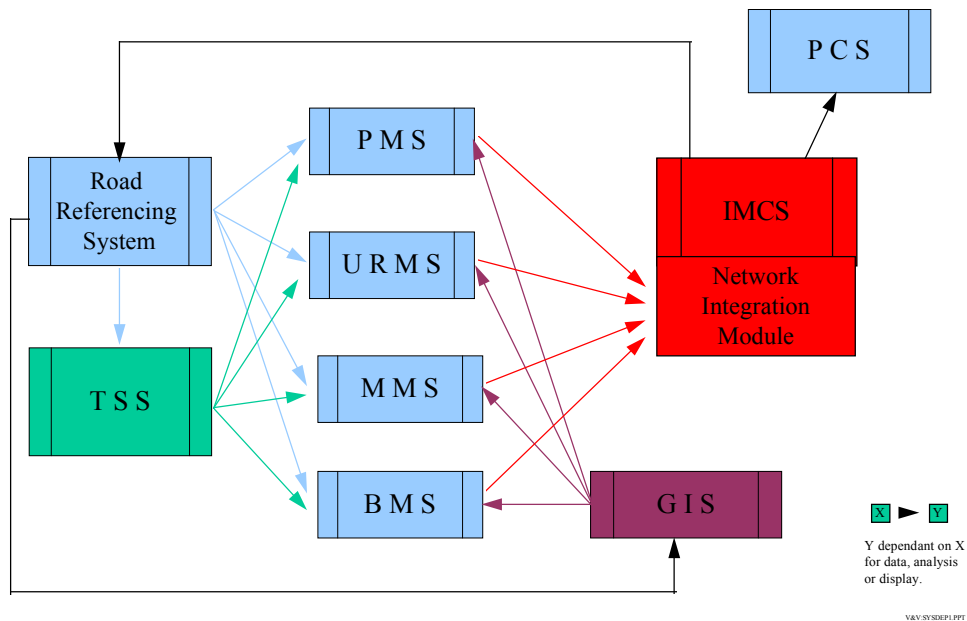 P C S
P M S
Road
Referencing
System
IMCS
U R M S
Network
Integration
Module
T S S
M M S
B M S
G I S
X
Y
Y dependant on X
for data, analysis
or display.
V&V:SYSDEP1.PPT